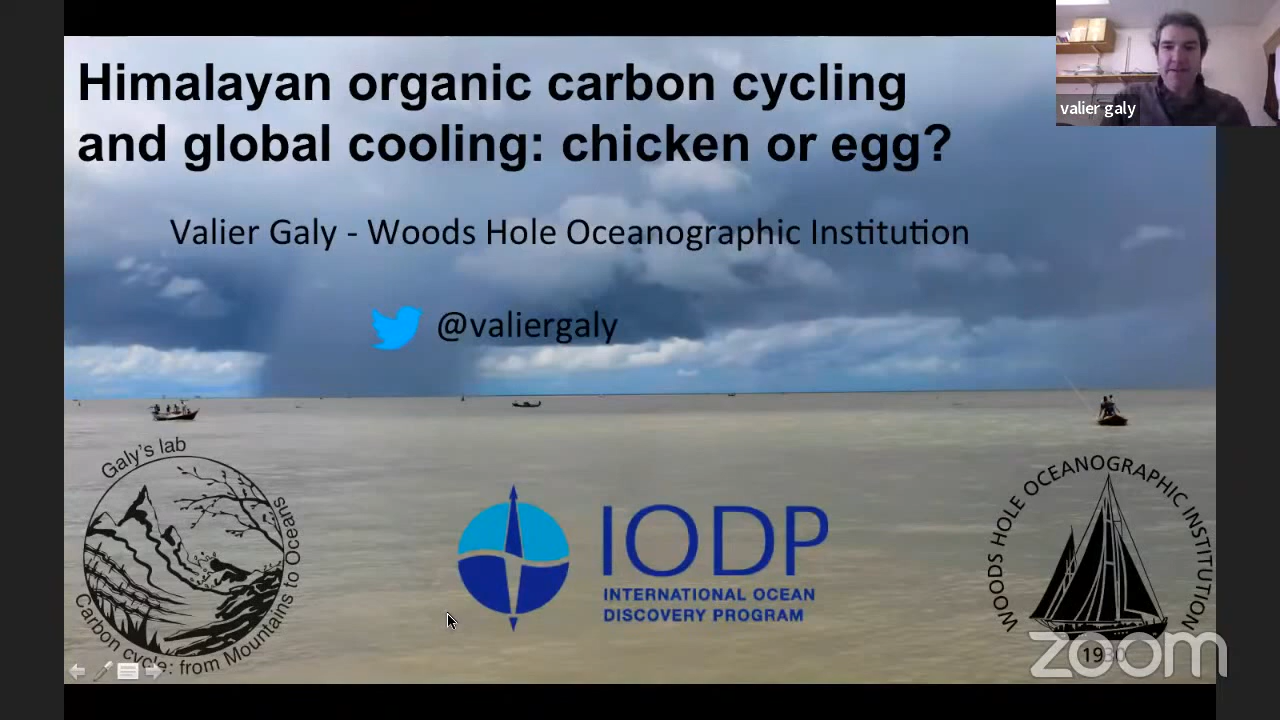 Himalayan organic carbon cycling
and global cooling: chicken or egg?
valier galy
Valier Galy - Woods Hole Oceanographic Institution
@valiergaly
Galy's lab
Carbon cycle: from Mountains to Oceans
IODP
INTERNATIONAL OCEAN
DISCOVERY PROGRAM
WOODS HOLE OCEANOGRAPHIC INSTITUTION
1930
zoom